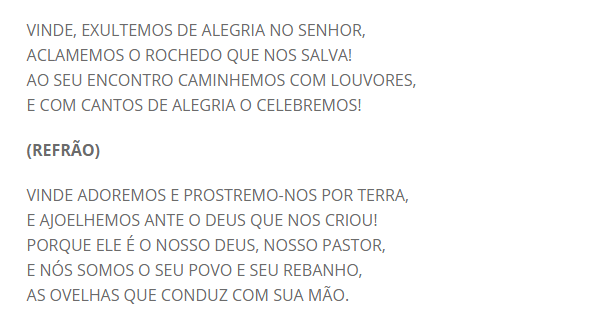 VINDE, EXULTEMOS DE ALEGRIA NO SENHOR,
ACLAMEMOS O ROCHEDO QUE NOS SALVA!
AO SEU ENCONTRO CAMINHEMOS COM LOUVORES,
E COM CANTOS DE ALEGRIA O CELEBREMOS!
(REFRÃO)
VINDE ADOREMOS E PROSTREMO-NOS POR TERRA,
E AJOELHEMOS ANTE O DEUS QUE NOS CRIOU!
PORQUE ELE É O NOSSO DEUS, NOSSO PASTOR,
E NÓS SOMOS O SEU POVO E SEU REBANHO,
AS OVELHAS QUE CONDUZ COM SUA MÃO.